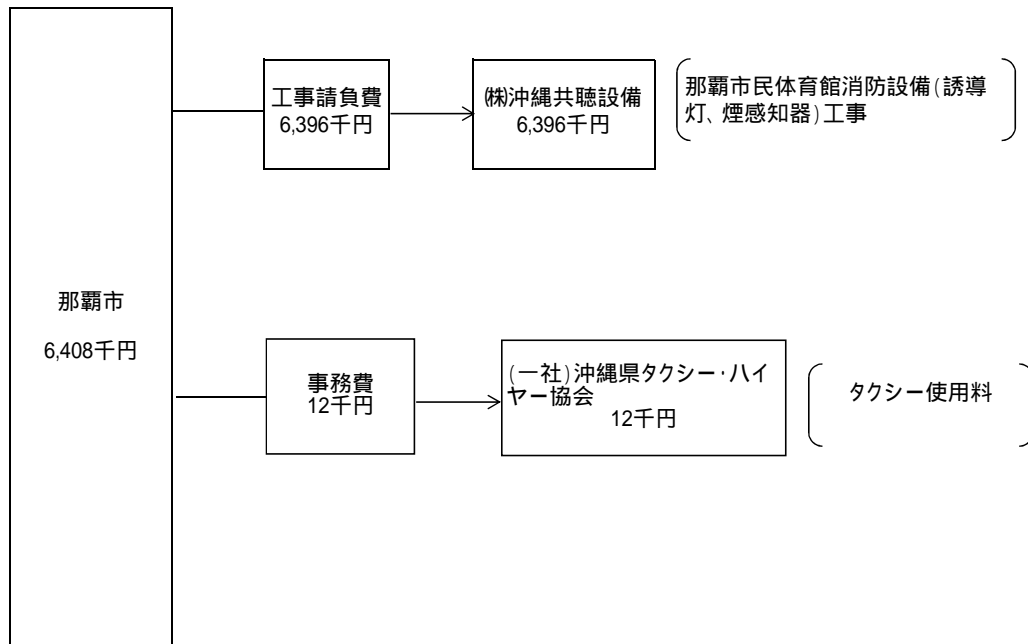 工事請負費
6,396千円
㈱沖縄共聴設備
6,396千円
那覇市民体育館消防設備(誘導
灯、煙感知器)工事
那覇市
6,408千円
事務費
12千円
(一社)沖縄県タクシー・ハイ
ヤー協会
12千円
タクシー使用料